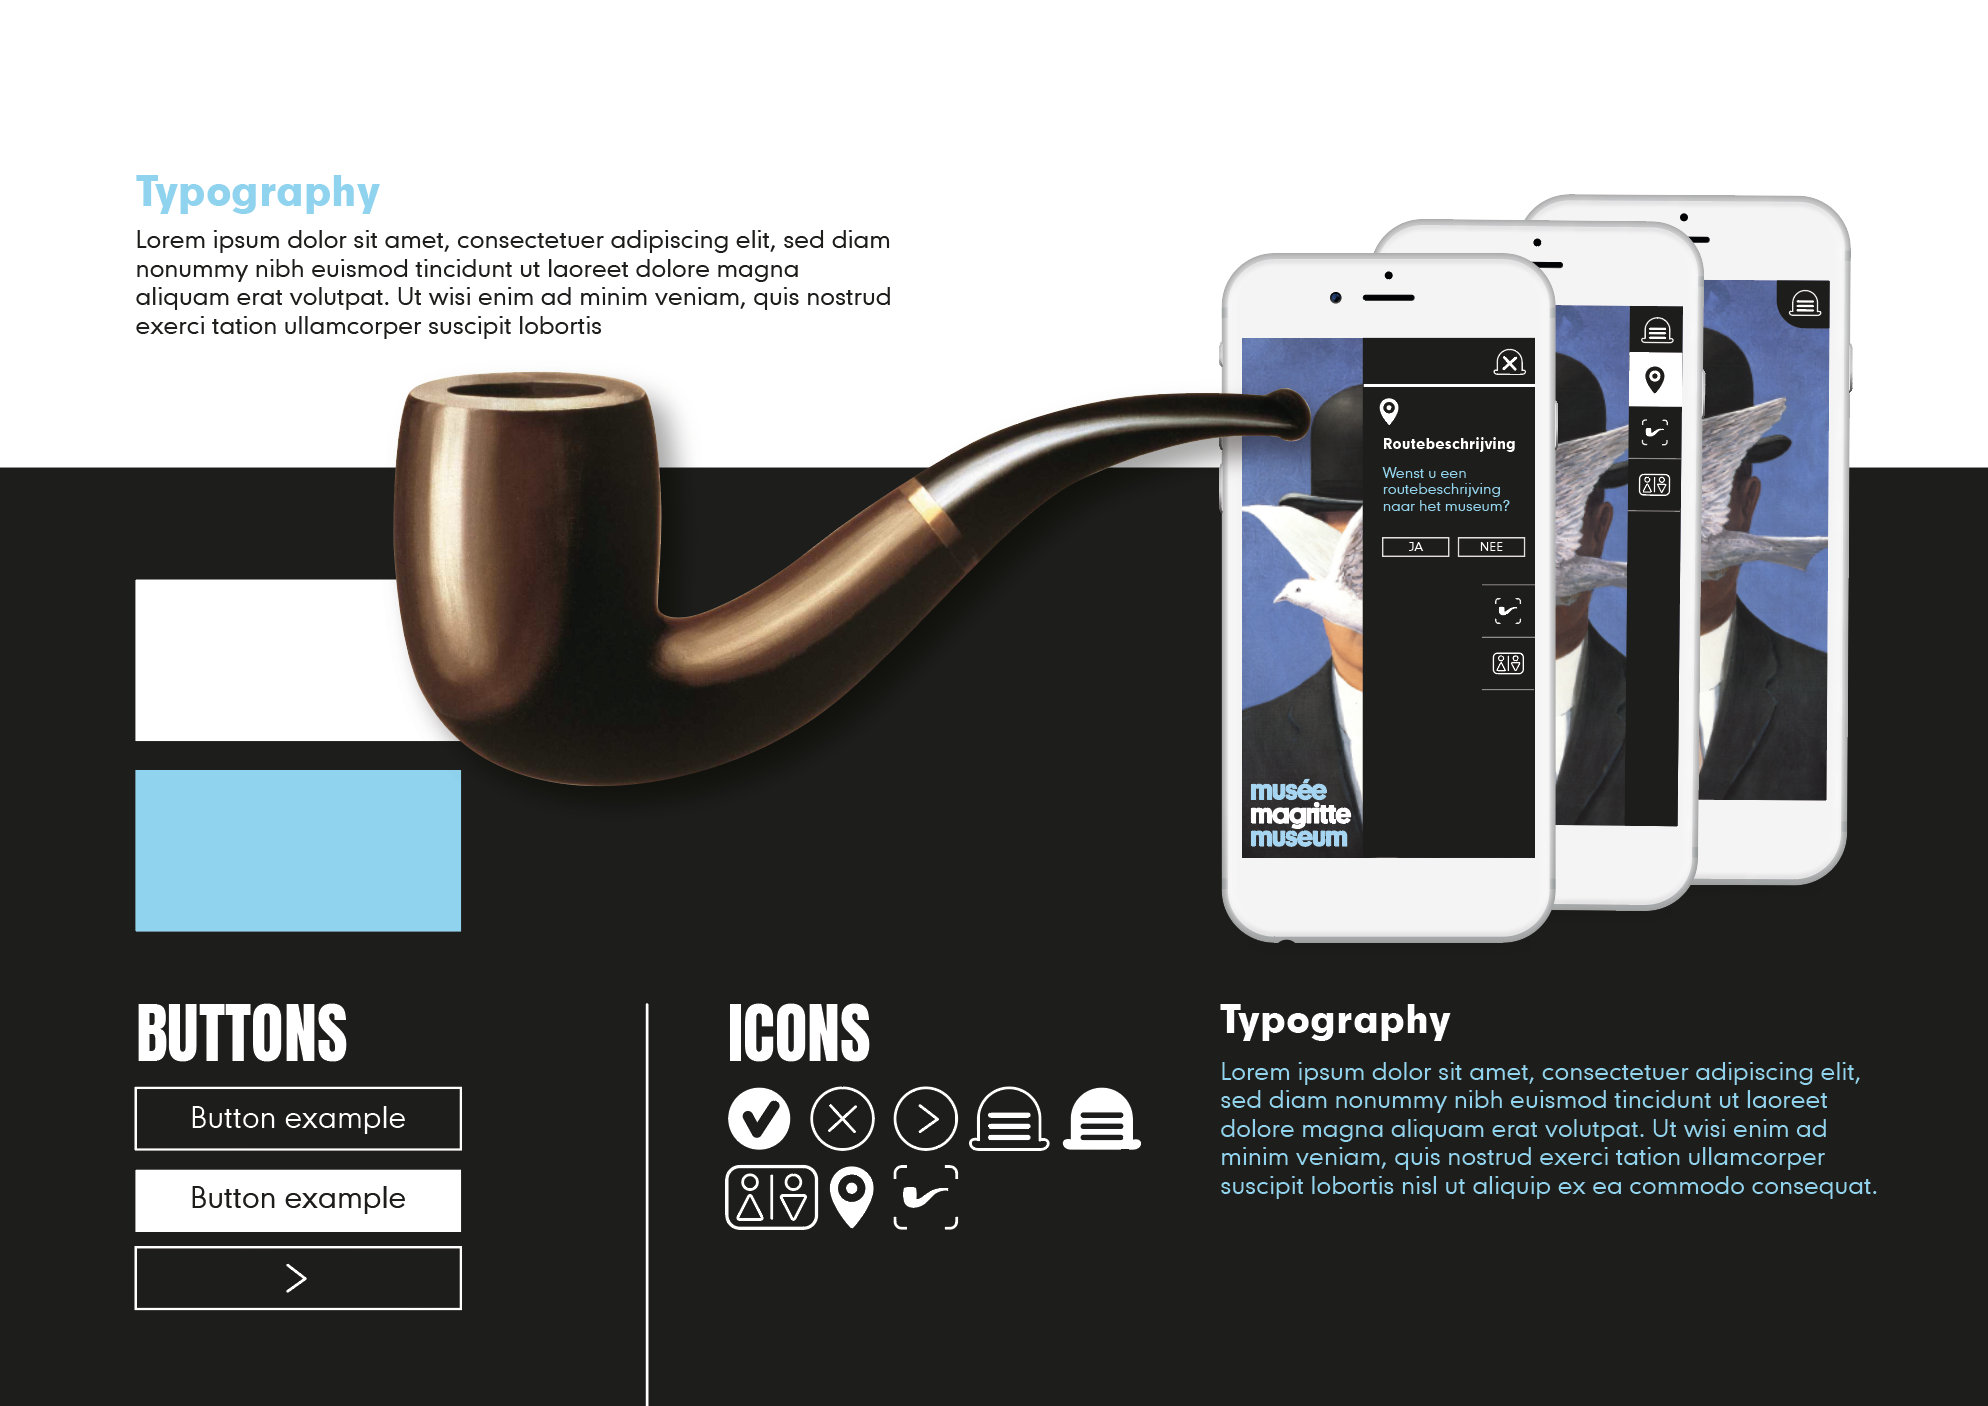 Typography
Lorem ipsum dolor sit amet, consectetuer adipiscing elit, sed diam
nonummy nibh euismod tincidunt ut laoreet dolore magna
aliquam erat volutpat. Ut wisi enim ad minim veniam, quis nostrud
exerci tation ullamcorper suscipit lobortis
Routebeschrijving
Wenst u een
routebeschrijving
naar het museum?
JA
NEE
musée
magritte
museum
BUTTONS
Button example
Button example
ICONS
Typography
Lorem ipsum dolor sit amet, consectetuer adipiscing elit,
sed diam nonummy nibh euismod tincidunt ut laoreet
dolore magna aliquam erat volutpat. Ut wisi enim ad
minim veniam, quis nostrud exerci tation ullamcorper
suscipit lobortis nisl ut aliquip ex ea commodo consequat.